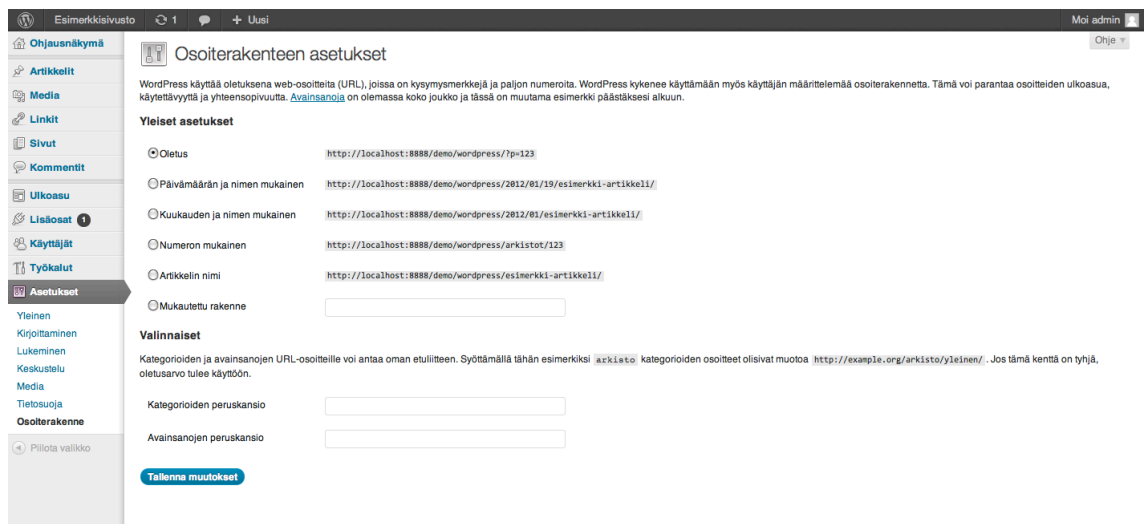 Esimerkkisivusto 1 + Uusi Moi admin
Ohje
Ohjausnäkymä
Artikkelit
Media
Linkit
Sivut
Kommentit
Ulkoasu
Lisäosat 1
Käyttäjät
Työkalut
Asetukset
Yleinen
Kirjoittaminen
Lukeminen
Keskustelu
Media
Tietosuoja
Osoiterakenne
Piilota valikko
Osoiterakenteen asetukset
WordPress käyttää oletuksena web-osoitteita (URL), joissa on kysymysmerkkejä ja paljon numeroita. WordPress kykenee käyttämään myös käyttäjän määrittelemää osoiterakennetta. Tämä voi parantaa osoitteiden ulkoasua,
käytettävyyttä ja yhteensopivuutta. Avainsanoja on olemassa koko joukko ja tässä on muutama esimerkki päästäksesi alkuun.
Yleiset asetukset
Oletus http://localhost:8888/demo/wordpress/?p=123
Päivämäärän ja nimen mukainen http://localhost:8888/demo/wordpress/2012/01/19/esimerkki-artikkeli/
Kuukauden ja nimen mukainen http://localhost:8888/demo/wordpress/2012/01/esimerkki-artikkeli/
Numeron mukainen http://localhost:8888/demo/wordpress/arkistot/123
Artikkelin nimi http://localhost:8888/demo/wordpress/esimerkki-artikkeli/
Mukautettu rakenne
Valinnaiset
Kategorioiden ja avainsanojen URL-osoitteille voi antaa oman etuliitteen. Syöttämällä tähän esimerkiksi arkisto kategorioiden osoitteet olisivat muotoa http://example.org/arkisto/yleinen/ . Jos tämä kenttä on tyhjä,
oletusarvo tulee käyttöön.
Kategorioiden peruskansio
Avainsanojen peruskansio
Tallenna muutokset